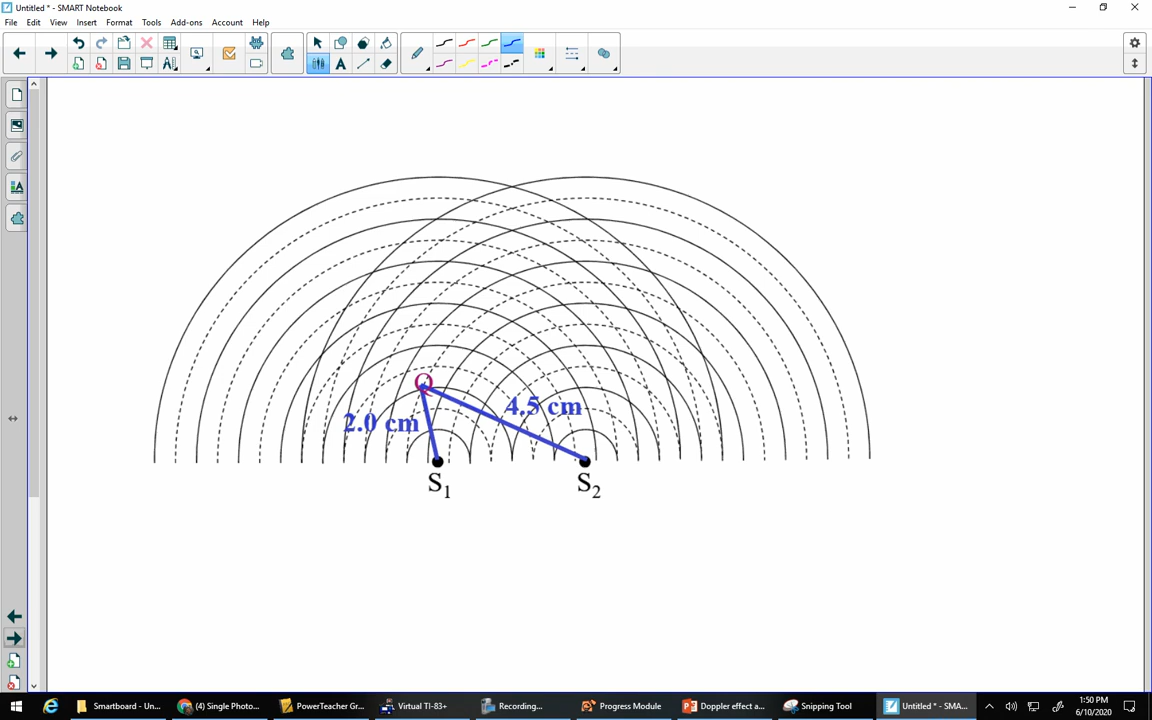 Untitled * - SMART Notebook
File Edit View Insert Format Tools Add-ons Account Help
Q
4.5 cm
2.0 cm
S1 S2
Smartboard - Un... (4) Single Photo... PowerTeacher Gr... Virtual TI-83+ Recording... Progress Module Doppler effect a... Snipping Tool Untitled * - SMA... 1:50 PM
6/10/2020